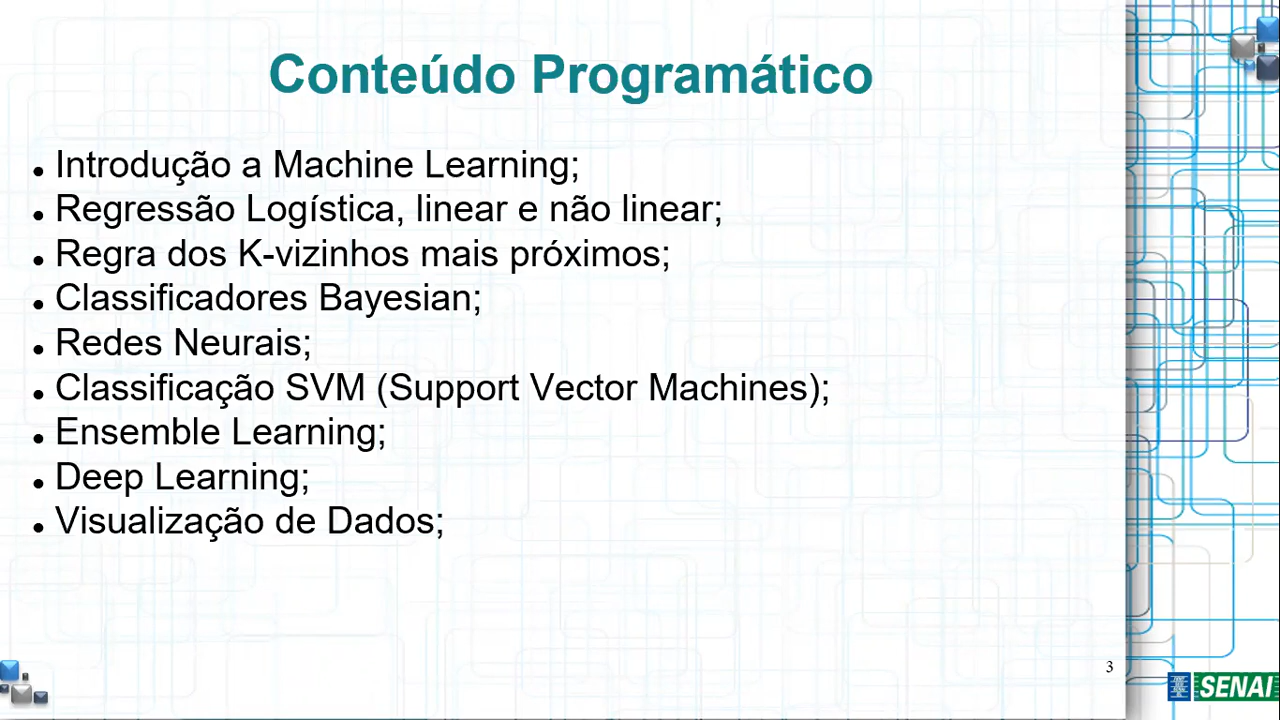 Conteúdo Programático
Introdução a Machine Learning;
Regressão Logística, linear e não linear;
Regra dos K-vizinhos mais próximos;
Classificadores Bayesian;
Redes Neurais;
Classificação SVM (Support Vector Machines);
Ensemble Learning;
Deep Learning;
Visualização de Dados;
3
SENAI